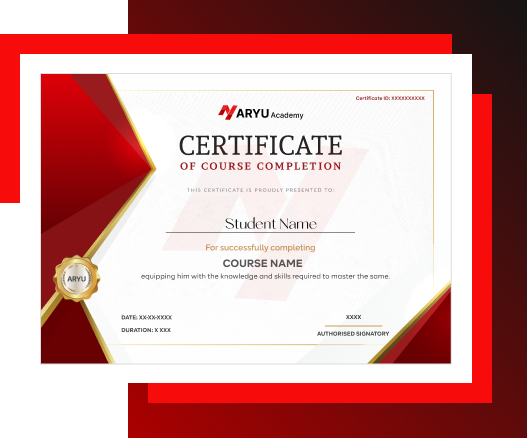 Certificate ID: XXXXXXXXXX
ARYU Academy
CERTIFICATE
OF COURSE COMPLETION
THIS CERTIFICATE IS PROUDLY PRESENTED TO:
Student Name
For successfully completing
COURSE NAME
equipping him with the knowledge and skills required to master the same.
ARYU
DATE: XX-XX-XXXX
XXXX
DURATION: X XXX
AUTHORISED SIGNATORY